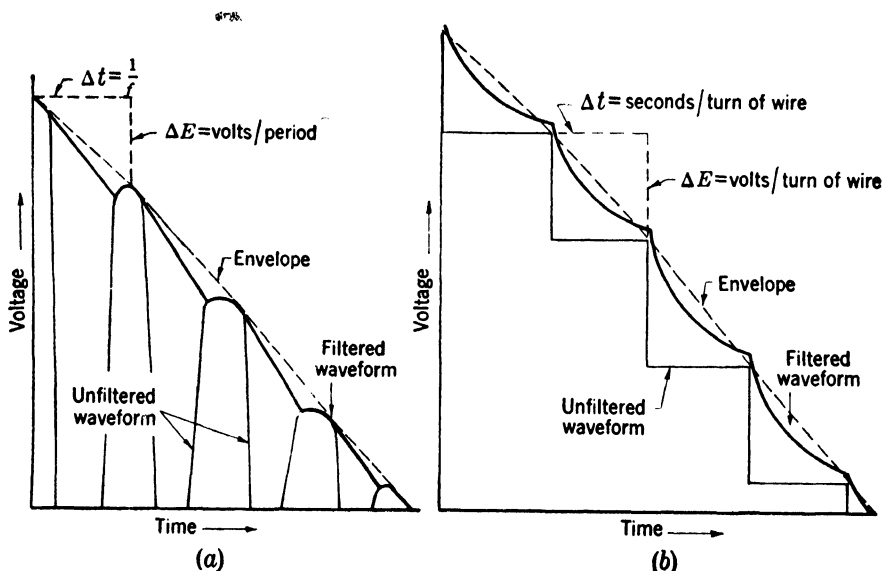 Δt = 1/f
ΔE = volts/period
Envelope
Filtered
waveform
Unfiltered
waveform
Voltage
Time
(a)
Δt = seconds/turn of wire
ΔE = volts/turn of wire
Envelope
Filtered
waveform
Unfiltered
waveform
Voltage
Time
(b)